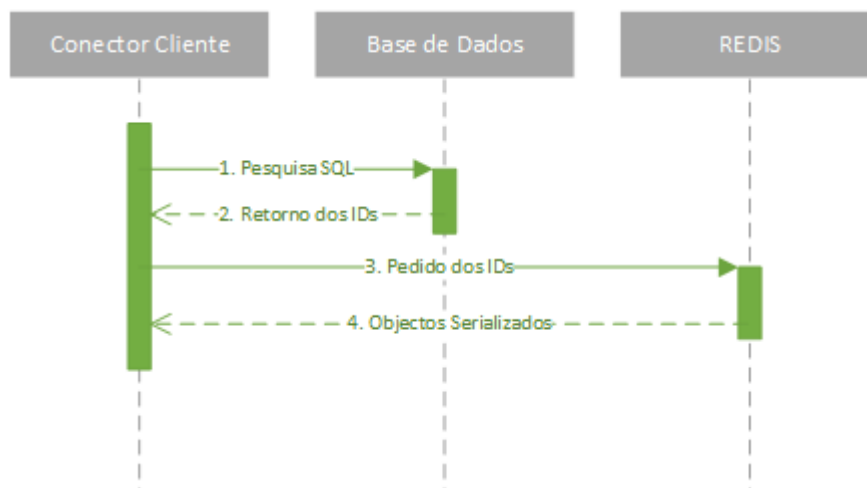 Conector Cliente
Base de Dados
REDIS
1. Pesquisa SQL
2. Retorno dos IDs
3. Pedido dos IDs
4. Objectos Serializados